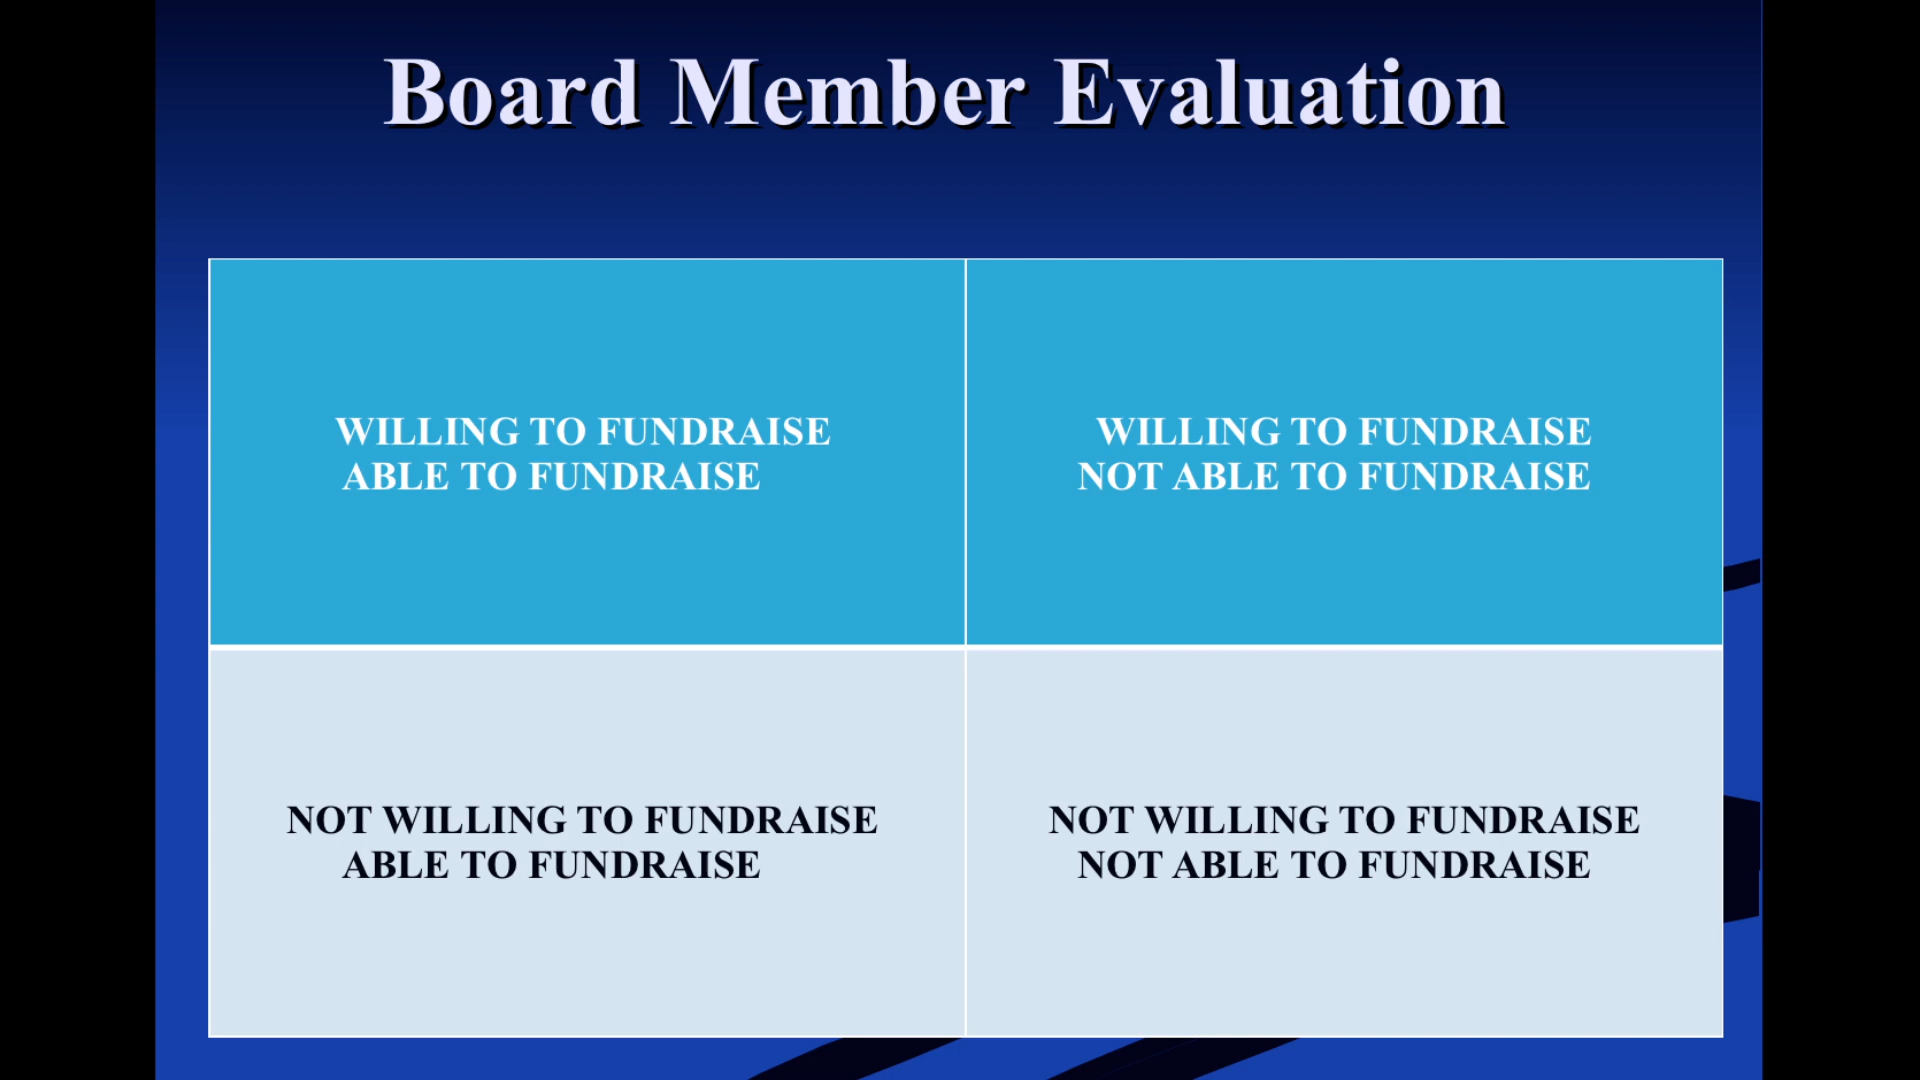 Board Member Evaluation
WILLING TO FUNDRAISE
ABLE TO FUNDRAISE
WILLING TO FUNDRAISE
NOT ABLE TO FUNDRAISE
NOT WILLING TO FUNDRAISE
ABLE TO FUNDRAISE
NOT WILLING TO FUNDRAISE
NOT ABLE TO FUNDRAISE